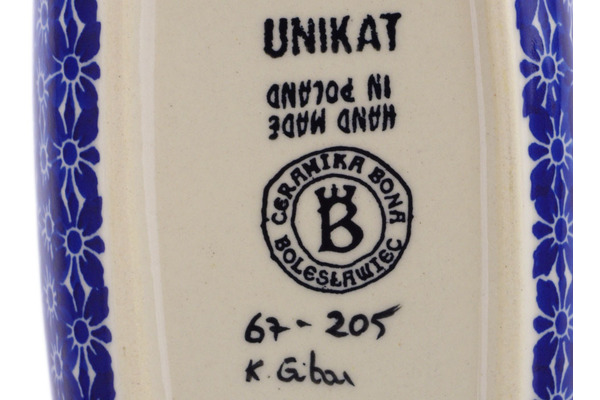 UNIKAT
HAND MADE
IN POLAND
CERAMIKA BONA
B
BOLESŁAWIEC
67-205
K.